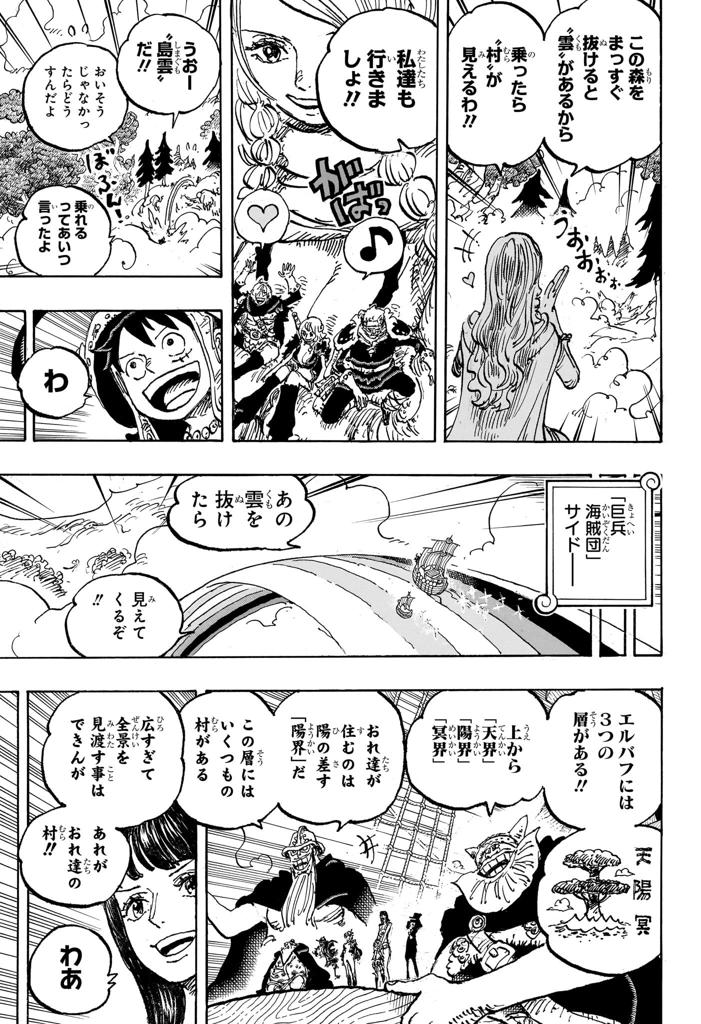 この森を
まっすぐ
抜けると
〝雲〟があるから
乗ったら
〝村〟が
見えるわ!!
うおおおぉぉ
私達も
行きま
しょ!!
がばっ
うおー
〝島雲〟
だ!!
おいそう
じゃなかっ
たらどう
すんだよ
ぼふぅん!
乗れる
ってあいつ
言ったよ
わ
「巨兵
海賊団」
サイド──
あの
雲を
抜け
たら
見えて
くるぞ
!!
エルバフには
3つの
層がある!!
天
陽
冥
上から
「天界」
「陽界」
「冥界」
おれ達が
住むのは
陽の差す
「陽界」だ
この層には
いくつもの
村がある
広すぎて
全景を
見渡す事は
できんが
あれが
おれ達の
村!!
わあ